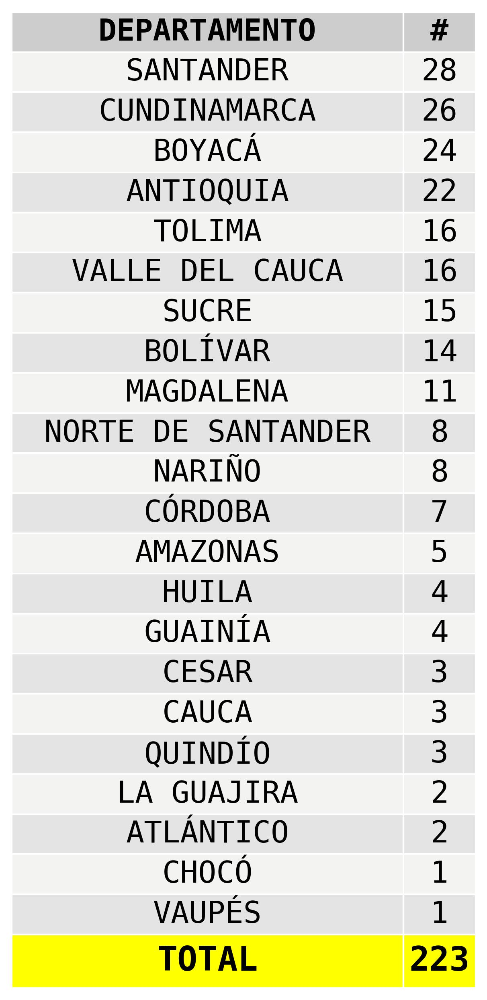 DEPARTAMENTO #
SANTANDER 28
CUNDINAMARCA 26
BOYACÁ 24
ANTIOQUIA 22
TOLIMA 16
VALLE DEL CAUCA 16
SUCRE 15
BOLÍVAR 14
MAGDALENA 11
NORTE DE SANTANDER 8
NARIÑO 8
CÓRDOBA 7
AMAZONAS 5
HUILA 4
GUAINÍA 4
CESAR 3
CAUCA 3
QUINDÍO 3
LA GUAJIRA 2
ATLÁNTICO 2
CHOCÓ 1
VAUPÉS 1
TOTAL 223